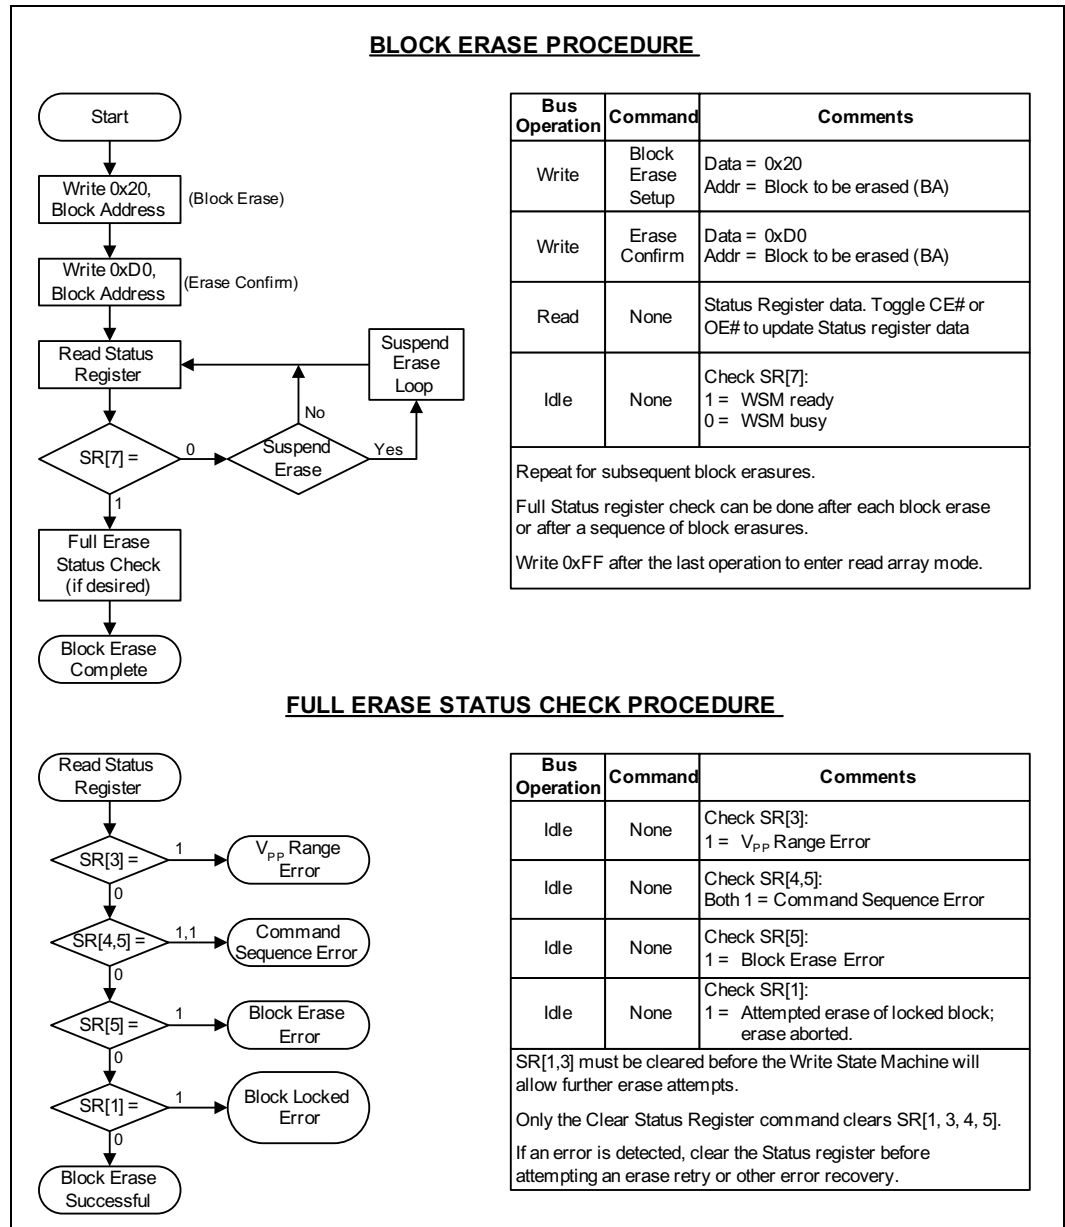 BLOCK ERASE PROCEDURE
Start
Write 0x20,
Block Address
(Block Erase)
Write 0xD0,
Block Address
(Erase Confirm)
Read Status
Register
Suspend
Erase
Loop
No
SR[7] =
0
Suspend
Erase
Yes
1
Full Erase
Status Check
(if desired)
Block Erase
Complete
Bus
Operation
Command
Comments
Write
Block
Erase
Setup
Data = 0x20
Addr = Block to be erased (BA)
Write
Erase
Confirm
Data = 0xD0
Addr = Block to be erased (BA)
Read
None
Status Register data. Toggle CE# or
OE# to update Status register data
Idle
None
Check SR[7]:
1 = WSM ready
0 = WSM busy
Repeat for subsequent block erasures.
Full Status register check can be done after each block erase
or after a sequence of block erasures.
Write 0xFF after the last operation to enter read array mode.
FULL ERASE STATUS CHECK PROCEDURE
Read Status
Register
SR[3] =
1
V_PP Range
Error
0
SR[4,5] =
1,1
Command
Sequence Error
0
SR[5] =
1
Block Erase
Error
0
SR[1] =
1
Block Locked
Error
0
Block Erase
Successful
Bus
Operation
Command
Comments
Idle
None
Check SR[3]:
1 = V_PP Range Error
Idle
None
Check SR[4,5]:
Both 1 = Command Sequence Error
Idle
None
Check SR[5]:
1 = Block Erase Error
Idle
None
Check SR[1]:
1 = Attempted erase of locked block;
erase aborted.
SR[1,3] must be cleared before the Write State Machine will
allow further erase attempts.
Only the Clear Status Register command clears SR[1, 3, 4, 5].
If an error is detected, clear the Status register before
attempting an erase retry or other error recovery.